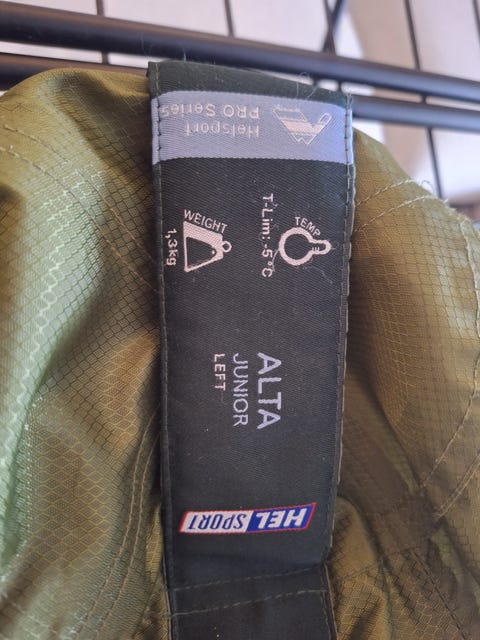 Helsport
PRO Series
TEMP
T-Lim: -5°C
WEIGHT
1,3kg
ALTA
JUNIOR
LEFT
HELSPORT